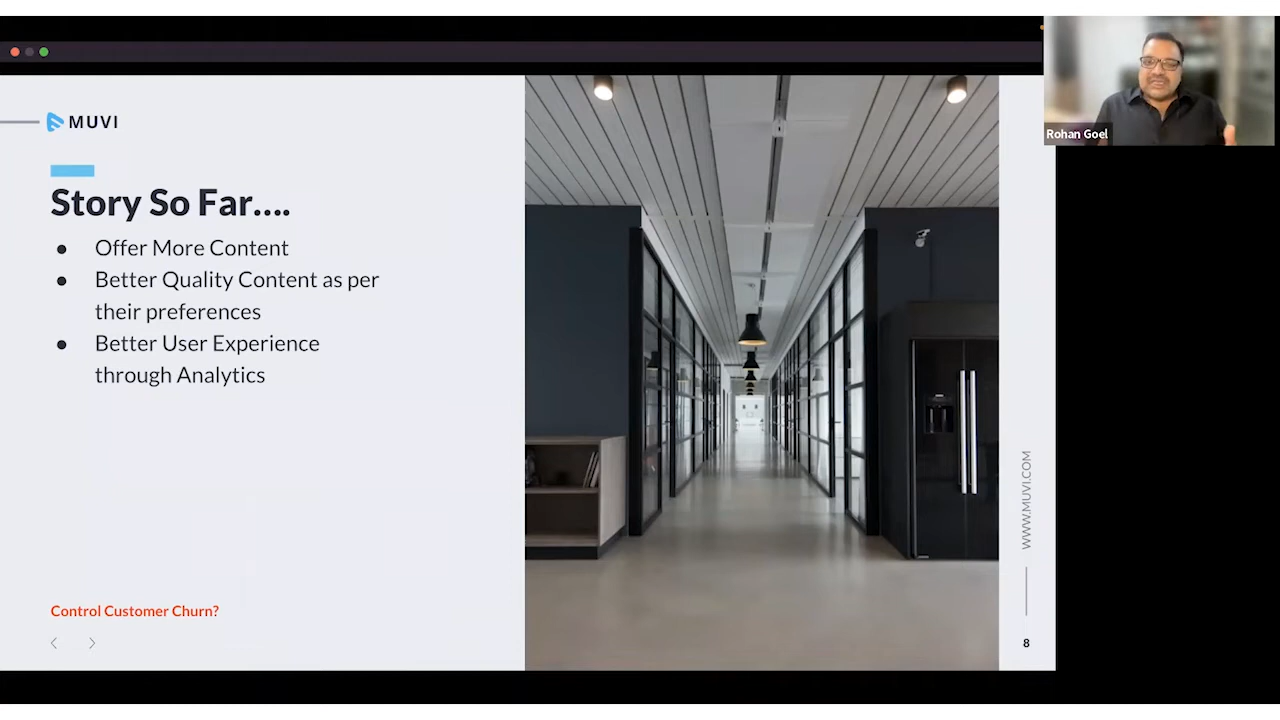 MUVI
Story So Far....
● Offer More Content
● Better Quality Content as per
their preferences
● Better User Experience
through Analytics
Control Customer Churn?
WWW.MUVI.COM
8
Rohan Goel